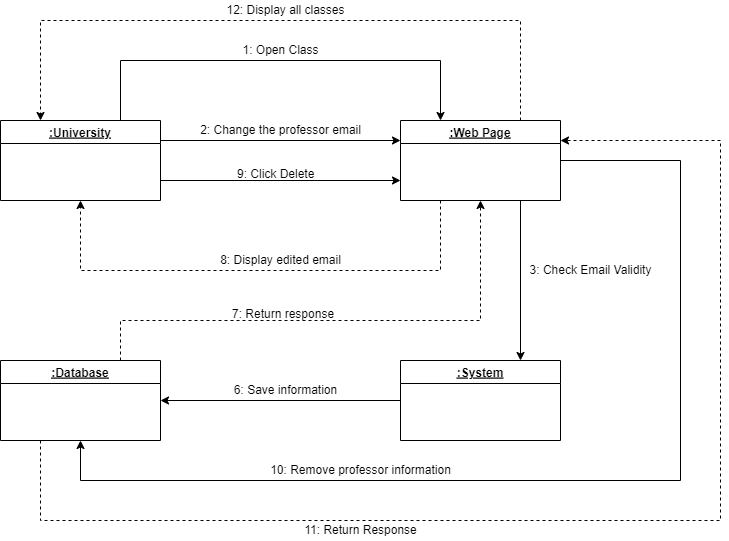 12: Display all classes
1: Open Class
:University
2: Change the professor email
:Web Page
9: Click Delete
8: Display edited email
3: Check Email Validity
7: Return response
:Database
:System
6: Save information
10: Remove professor information
11: Return Response